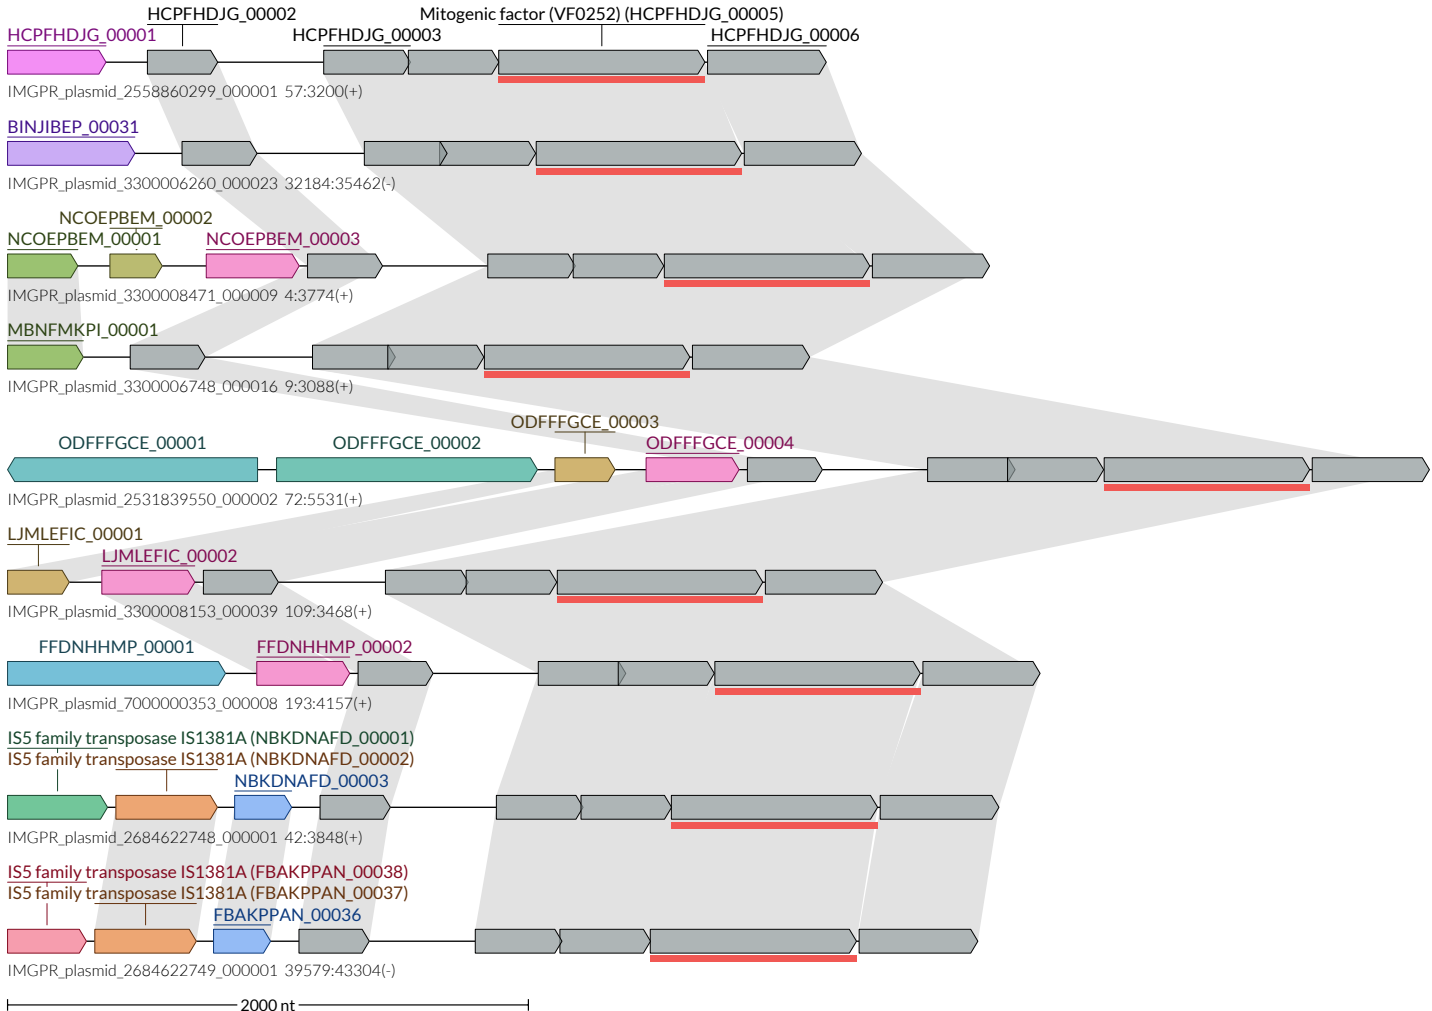 HCPFHDJG_00002
Mitogenic factor (VF0252) (HCPFHDJG_00005)
HCPFHDJG_00001
HCPFHDJG_00003
HCPFHDJG_00006
IMGPR_plasmid_2558860299_000001 57:3200(+)
BINJIBEP_00031
IMGPR_plasmid_3300006260_000023 32184:35462(-)
NCOEPBEM_00002
NCOEPBEM_00001
NCOEPBEM_00003
IMGPR_plasmid_3300008471_000009 4:3774(+)
MBNFMKPI_00001
IMGPR_plasmid_3300006748_000016 9:3088(+)
ODFFFGCE_00003
ODFFFGCE_00001
ODFFFGCE_00002
ODFFFGCE_00004
IMGPR_plasmid_2531839550_000002 72:5531(+)
LJMLEFIC_00001
LJMLEFIC_00002
IMGPR_plasmid_3300008153_000039 109:3468(+)
FFDNHHMP_00001
FFDNHHMP_00002
IMGPR_plasmid_7000000353_000008 193:4157(+)
IS5 family transposase IS1381A (NBKDNAFD_00001)
IS5 family transposase IS1381A (NBKDNAFD_00002)
NBKDNAFD_00003
IMGPR_plasmid_2684622748_000001 42:3848(+)
IS5 family transposase IS1381A (FBAKPPAN_00038)
IS5 family transposase IS1381A (FBAKPPAN_00037)
FBAKPPAN_00036
IMGPR_plasmid_2684622749_000001 39579:43304(-)
2000 nt